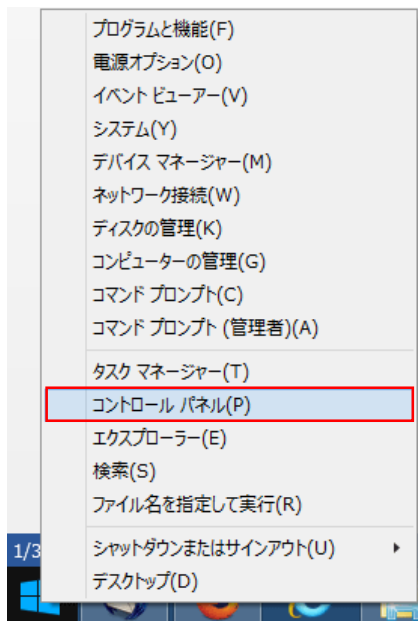 プログラムと機能(F)
電源オプション(O)
イベント ビューアー(V)
システム(Y)
デバイス マネージャー(M)
ネットワーク接続(W)
ディスクの管理(K)
コンピューターの管理(G)
コマンド プロンプト(C)
コマンド プロンプト (管理者)(A)
タスク マネージャー(T)
コントロール パネル(P)
エクスプローラー(E)
検索(S)
ファイル名を指定して実行(R)
1/3
シャットダウンまたはサインアウト(U)
デスクトップ(D)